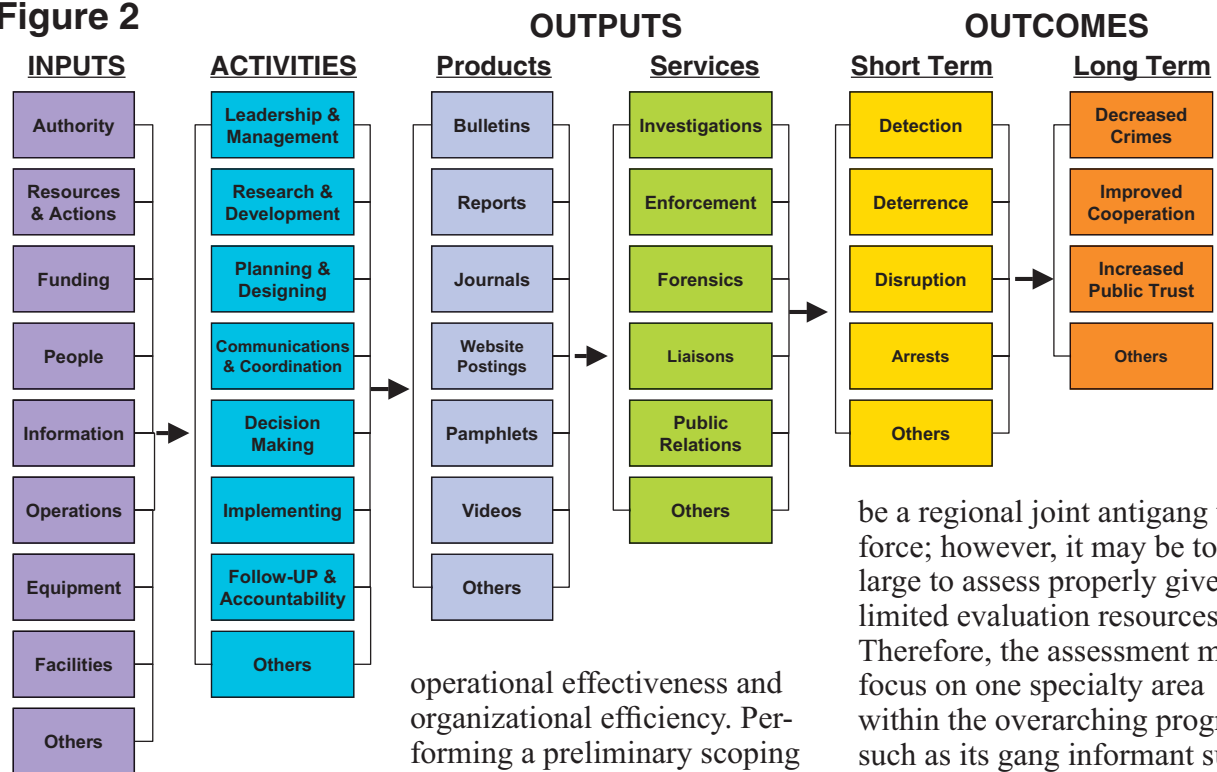 Figure 2
OUTPUTS
OUTCOMES
INPUTS
ACTIVITIES
Products
Services
Short Term
Long Term
Authority
Resources
& Actions
Funding
People
Information
Operations
Equipment
Facilities
Others
Leadership &
Management
Research &
Development
Planning &
Designing
Communications
& Coordination
Decision
Making
Implementing
Follow-UP &
Accountability
Others
Bulletins
Reports
Journals
Website
Postings
Pamphlets
Videos
Others
Investigations
Enforcement
Forensics
Liaisons
Public
Relations
Others
Detection
Deterrence
Disruption
Arrests
Others
Decreased
Crimes
Improved
Cooperation
Increased
Public Trust
Others
operational effectiveness and
organizational efficiency. Per-
forming a preliminary scoping
be a regional joint antigang
force; however, it may be
large to assess properly
limited evaluation resources
Therefore, the assessment
focus on one specialty area
within the overarching
such as its gang informant